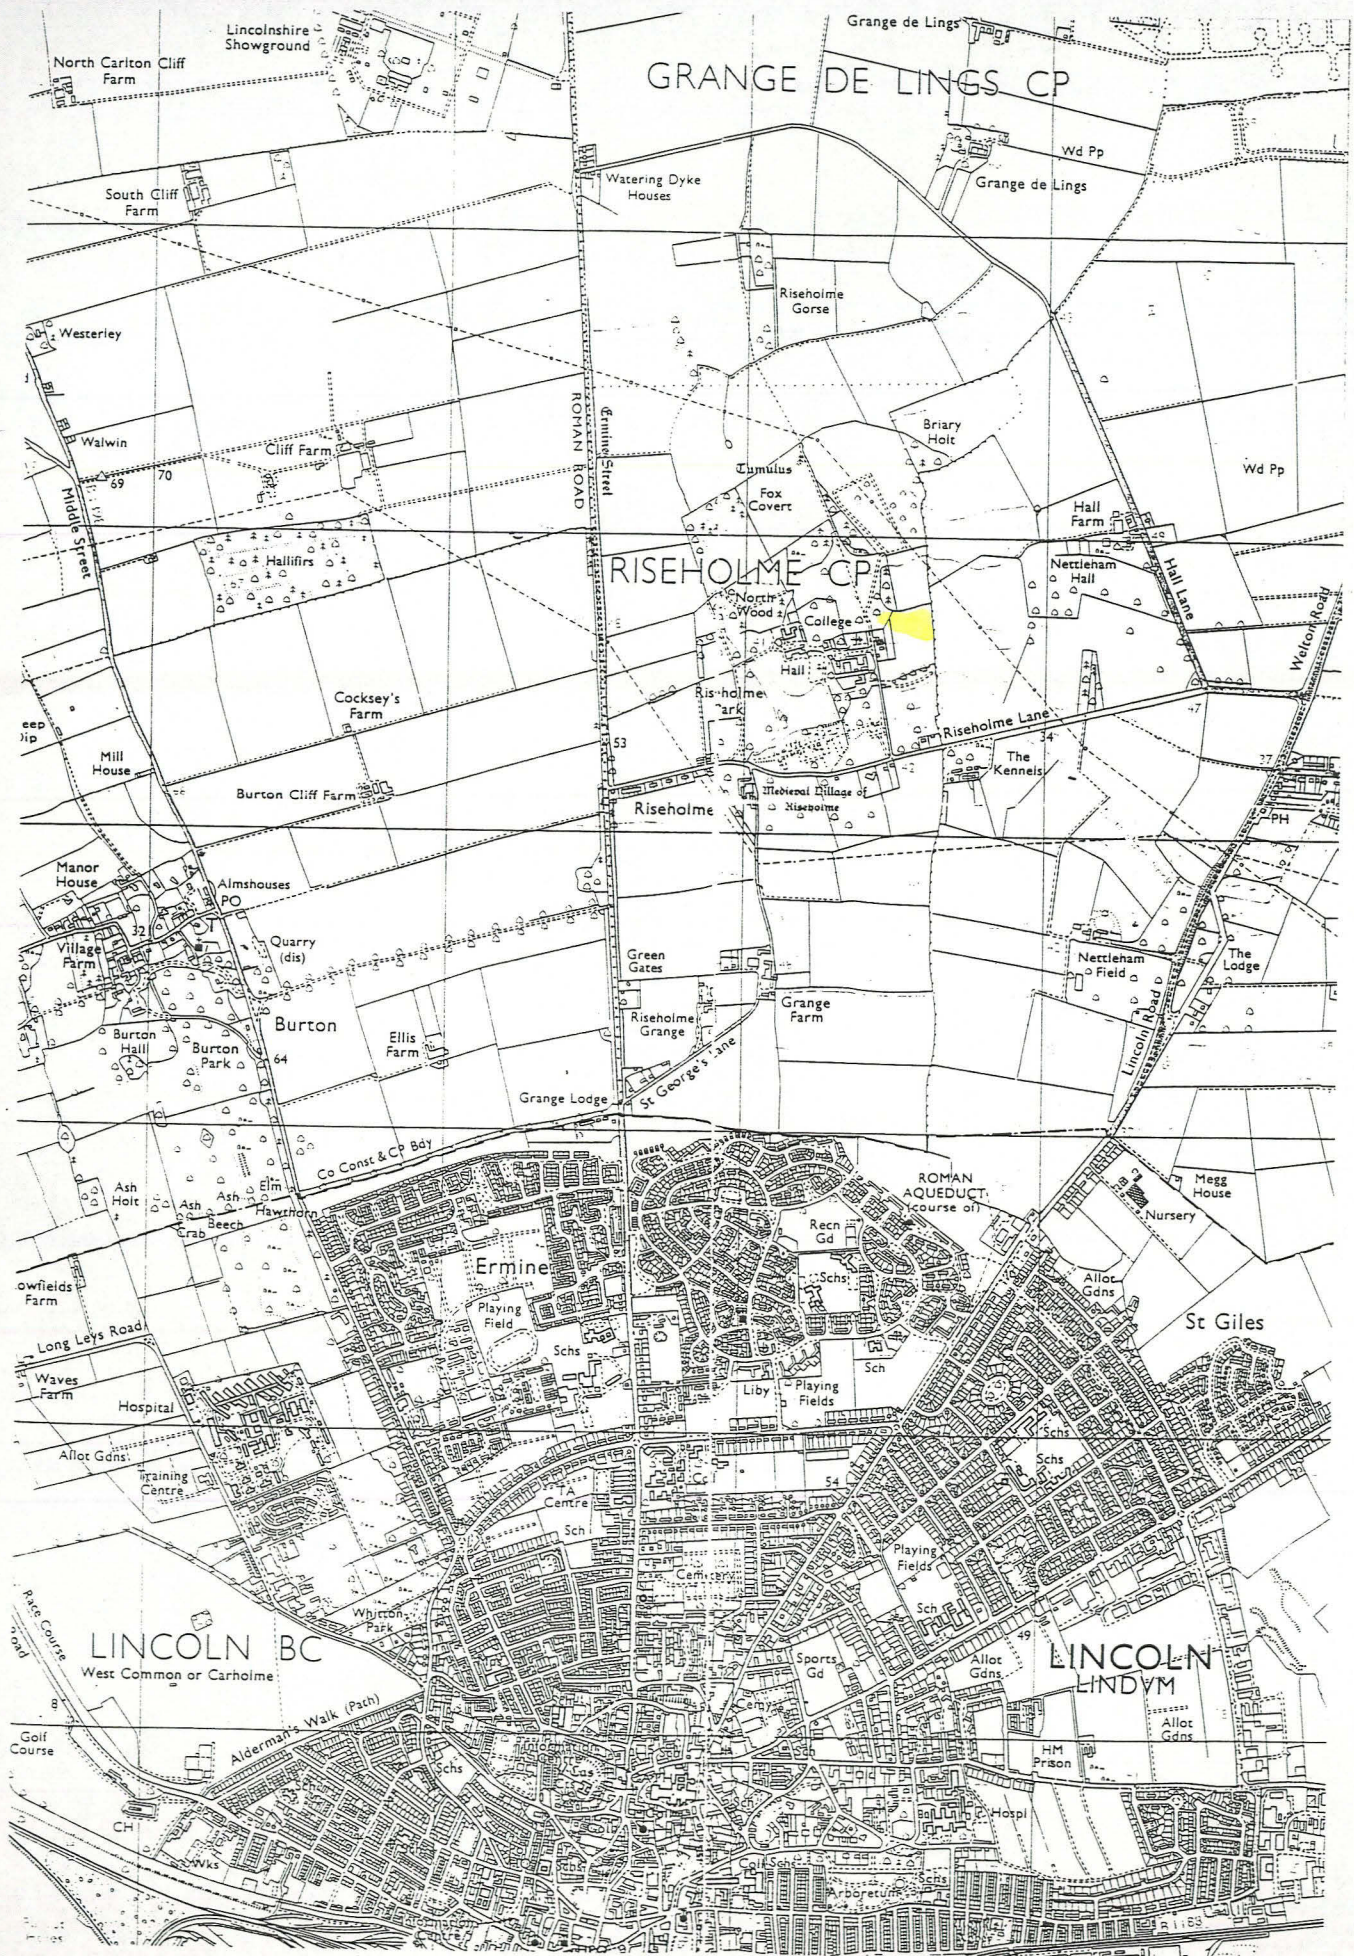 Lincolnshire
Showground
Grange de Lings
North Carlton Cliff
Farm
GRANGE DE LINGS CP
Wd Pp
Watering Dyke
Houses
Grange de Lings
South Cliff
Farm
Riseholme
Gorse
Westerley
ROMAN ROAD
Ermine Street
Briary
Holt
Walwin
Cliff Farm
Tumulus
Wd Pp
69
70
Fox
Covert
Middle Street
Hall
Farm
Hallifirs
RISEHOLME CP
Nettleham
Hall
Hall Lane
North
Wood
College
Welton Road
Hall
Cocksey's
Farm
Riseholme Lane
47
53
34
Mill
House
The
Kennels
37
42
Burton Cliff Farm
Medieval Village of
Riseholme
Riseholme
PH
Manor
House
Almshouses
PO
32
Village
Farm
Quarry
(dis)
Green
Gates
Nettleham
Field
The
Lodge
Grange
Farm
Riseholme
Grange
Burton
Burton
Hall
Burton
Park
Ellis
Farm
64
St George's Lane
Lincoln Road
Grange Lodge
Co Const & CP Bdy
Ash
Holt
Ash
Crab
Ash
Beech
Elm
Hawthorn
ROMAN
AQUEDUCT
(course of)
Megg
House
Nursery
Recn
Gd
Ermine
Schs
Allot
Gdns
owfields
Farm
Playing
Field
St Giles
Long Leys Road
Schs
Sch
Waves
Farm
Liby
Playing
Fields
Hospital
Schs
Allot Gdns
Schs
Training
Centre
54
TA
Centre
Sch
Playing
Fields
Race Course
Whitton
Park
Sch
49
LINCOLN BC
West Common or Carholme
Sports
Gd
Allot
Gdns
LINCOLN
LINDVM
8
Alderman's Walk (Path)
Golf
Course
Allot
Gdns
HM
Prison
Schs
Sch
CH
Hospl
Wks
Schs
Arboretum
B 1188